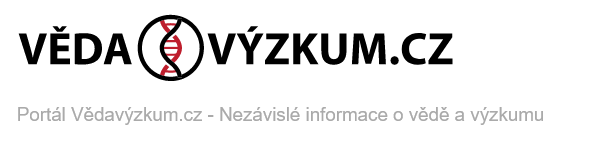 VĚDA VÝZKUM.CZ
Portál Vědavýzkum.cz - Nezávislé informace o vědě a výzkumu